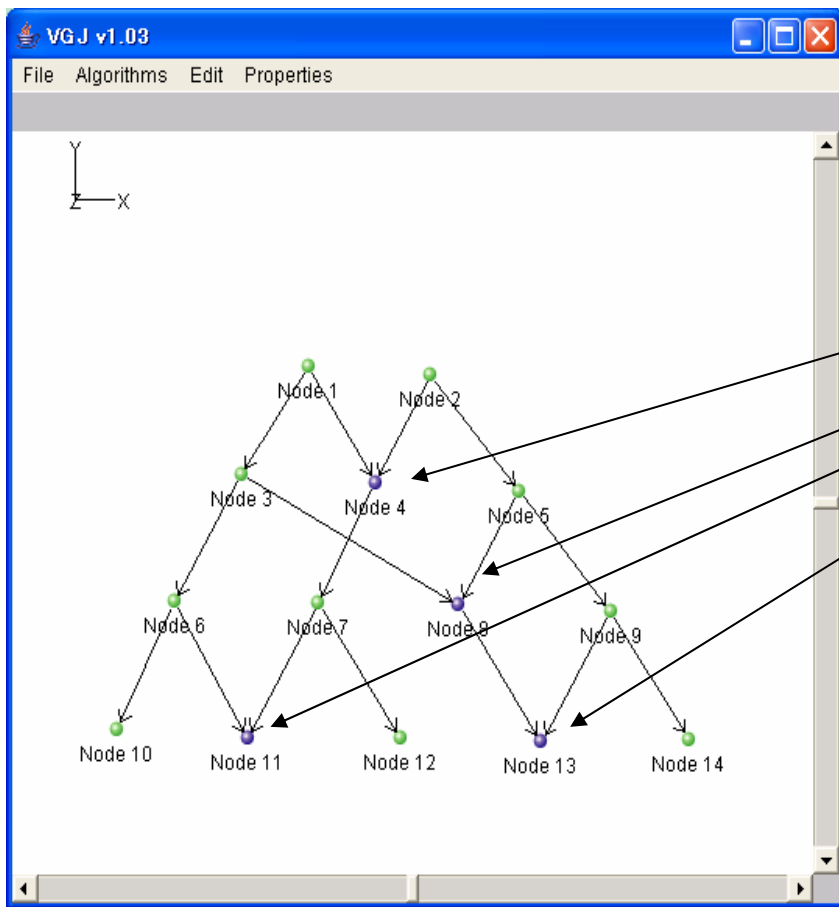 VGJ v1.03
File Algorithms Edit Properties
Y
Z X
Node 1
Node 2
Node 3
Node 4
Node 5
Node 6
Node 7
Node 8
Node 9
Node 10
Node 11
Node 12
Node 13
Node 14